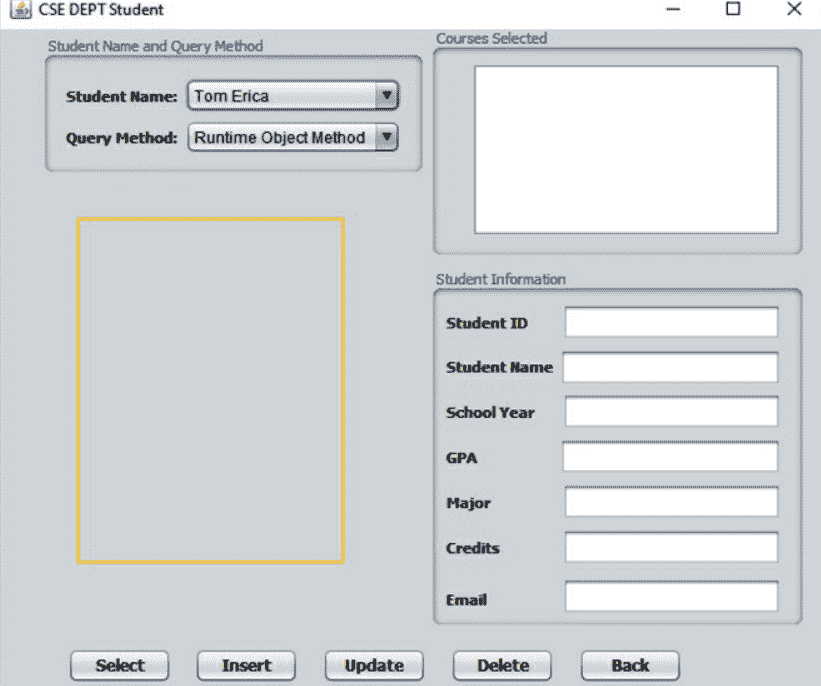 CSE DEPT Student
Student Name and Query Method
Student Name: Tom Erica
Query Method: Runtime Object Method
Courses Selected
Student Information
Student ID
Student Name
School Year
GPA
Major
Credits
Email
Select Insert Update Delete Back